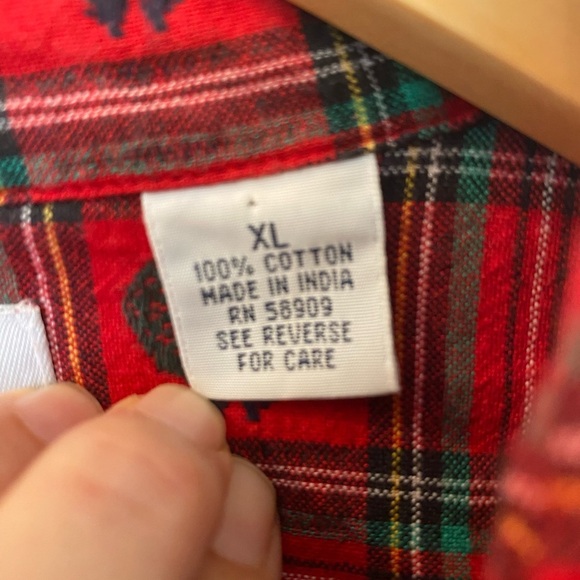 XL
100% COTTON
MADE IN INDIA
RN 58909
SEE REVERSE
FOR CARE